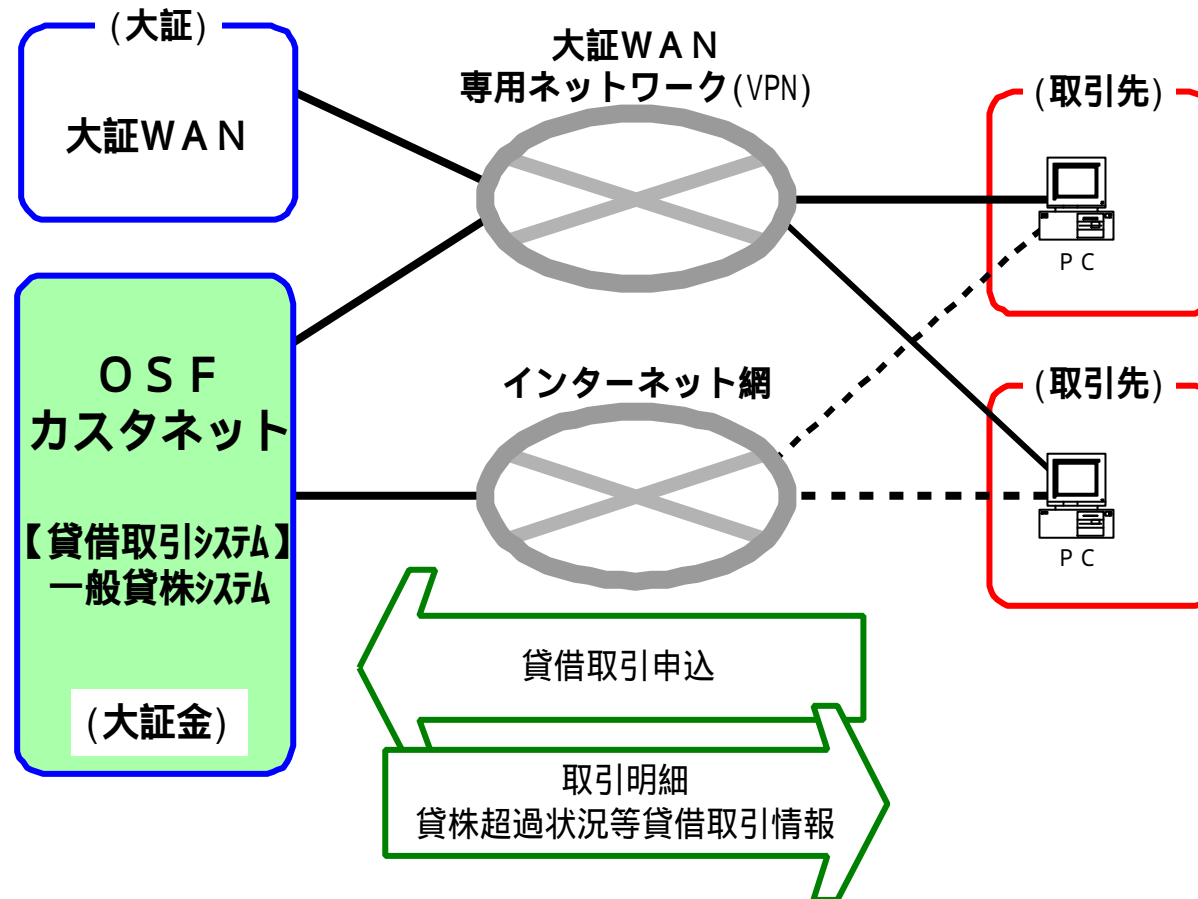 (大証)
大証WAN
大証WAN
専用ネットワーク(VPN)
(取引先)
PC
OSF
カスタネット
【貸借取引システム】
一般貸株システム
(大証金)
インターネット網
(取引先)
PC
貸借取引申込
取引明細
貸株超過状況等貸借取引情報